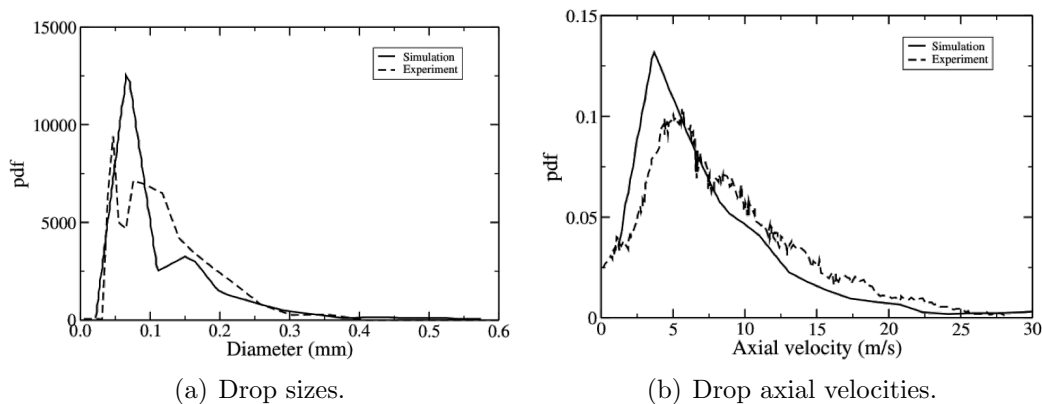 15000
10000
5000
0
pdf
Simulation
Experiment
0.0 0.1 0.2 0.3 0.4 0.5 0.6
Diameter (mm)
(a) Drop sizes.
0.15
0.1
0.05
0
pdf
Simulation
Experiment
0 5 10 15 20 25 30
Axial velocity (m/s)
(b) Drop axial velocities.